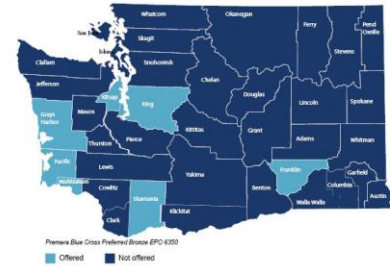 Whatcom
Okanogan
Ferry
Pend
Oreille
San Juan
Skagit
Island
Stevens
Clallam
Snohomish
Chelan
Jefferson
Douglas
Kitsap
King
Lincoln
Spokane
Grays
Harbor
Mason
Kittitas
Grant
Adams
Whitman
Thurston
Pierce
Pacific
Lewis
Franklin
Garfield
Yakima
Wahkiakum
Cowlitz
Skamania
Benton
Columbia
Asotin
Walla Walla
Klickitat
Clark
Premera Blue Cross Preferred Bronze EPO 6350
Offered
Not offered